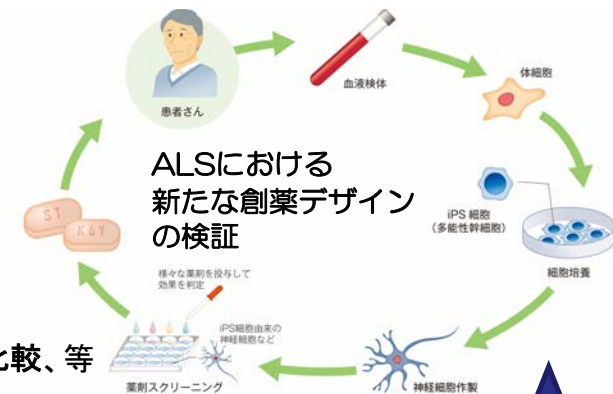 患者さん
血液検体
体細胞
ALSにおける
新たな創薬デザイン
の検証
iPS 細胞
(多能性幹細胞)
細胞培養
ST
K6Y
様々な薬剤を投与して
効果を判定
iPS細胞由来の
神経細胞など
比較、等
薬剤スクリーニング
神経細胞作製